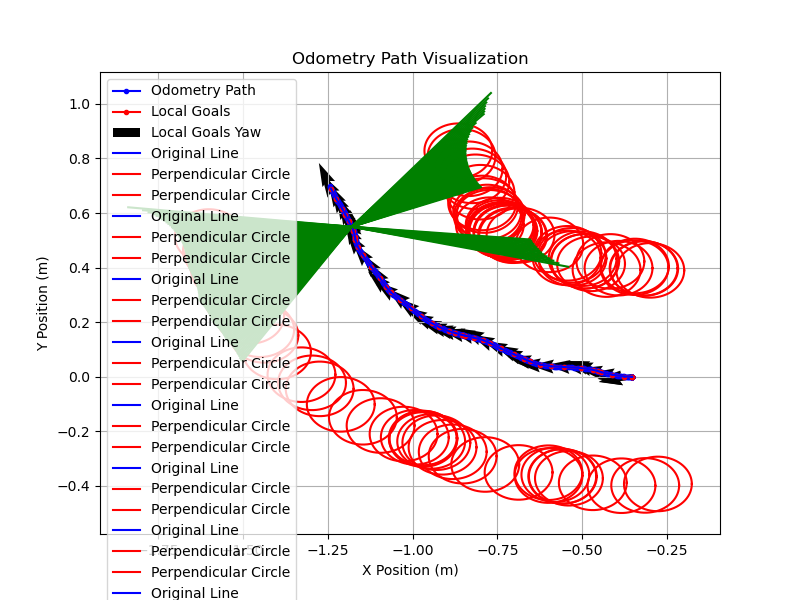 Odometry Path Visualization
Y Position (m)
1.0
0.8
0.6
0.4
0.2
0.0
−0.2
−0.4
Odometry Path
Local Goals
Local Goals Yaw
Original Line
Perpendicular Circle
Perpendicular Circle
Original Line
Perpendicular Circle
Perpendicular Circle
Original Line
Perpendicular Circle
Perpendicular Circle
Original Line
Perpendicular Circle
Perpendicular Circle
Original Line
Perpendicular Circle
Perpendicular Circle
Original Line
Perpendicular Circle
Perpendicular Circle
Original Line
Perpendicular Circle
Perpendicular Circle
Original Line
−1.25
−1.00
−0.75
−0.50
−0.25
X Position (m)